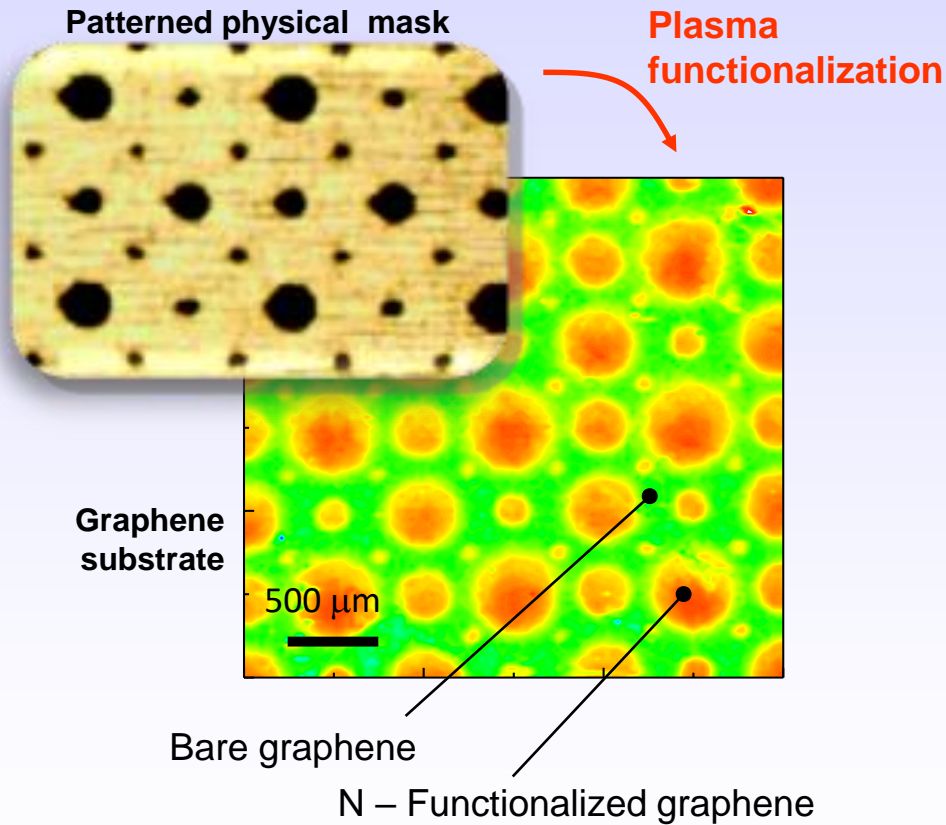 Patterned physical mask
Plasma
functionalization
Graphene
substrate
500 μm
Bare graphene
N – Functionalized graphene